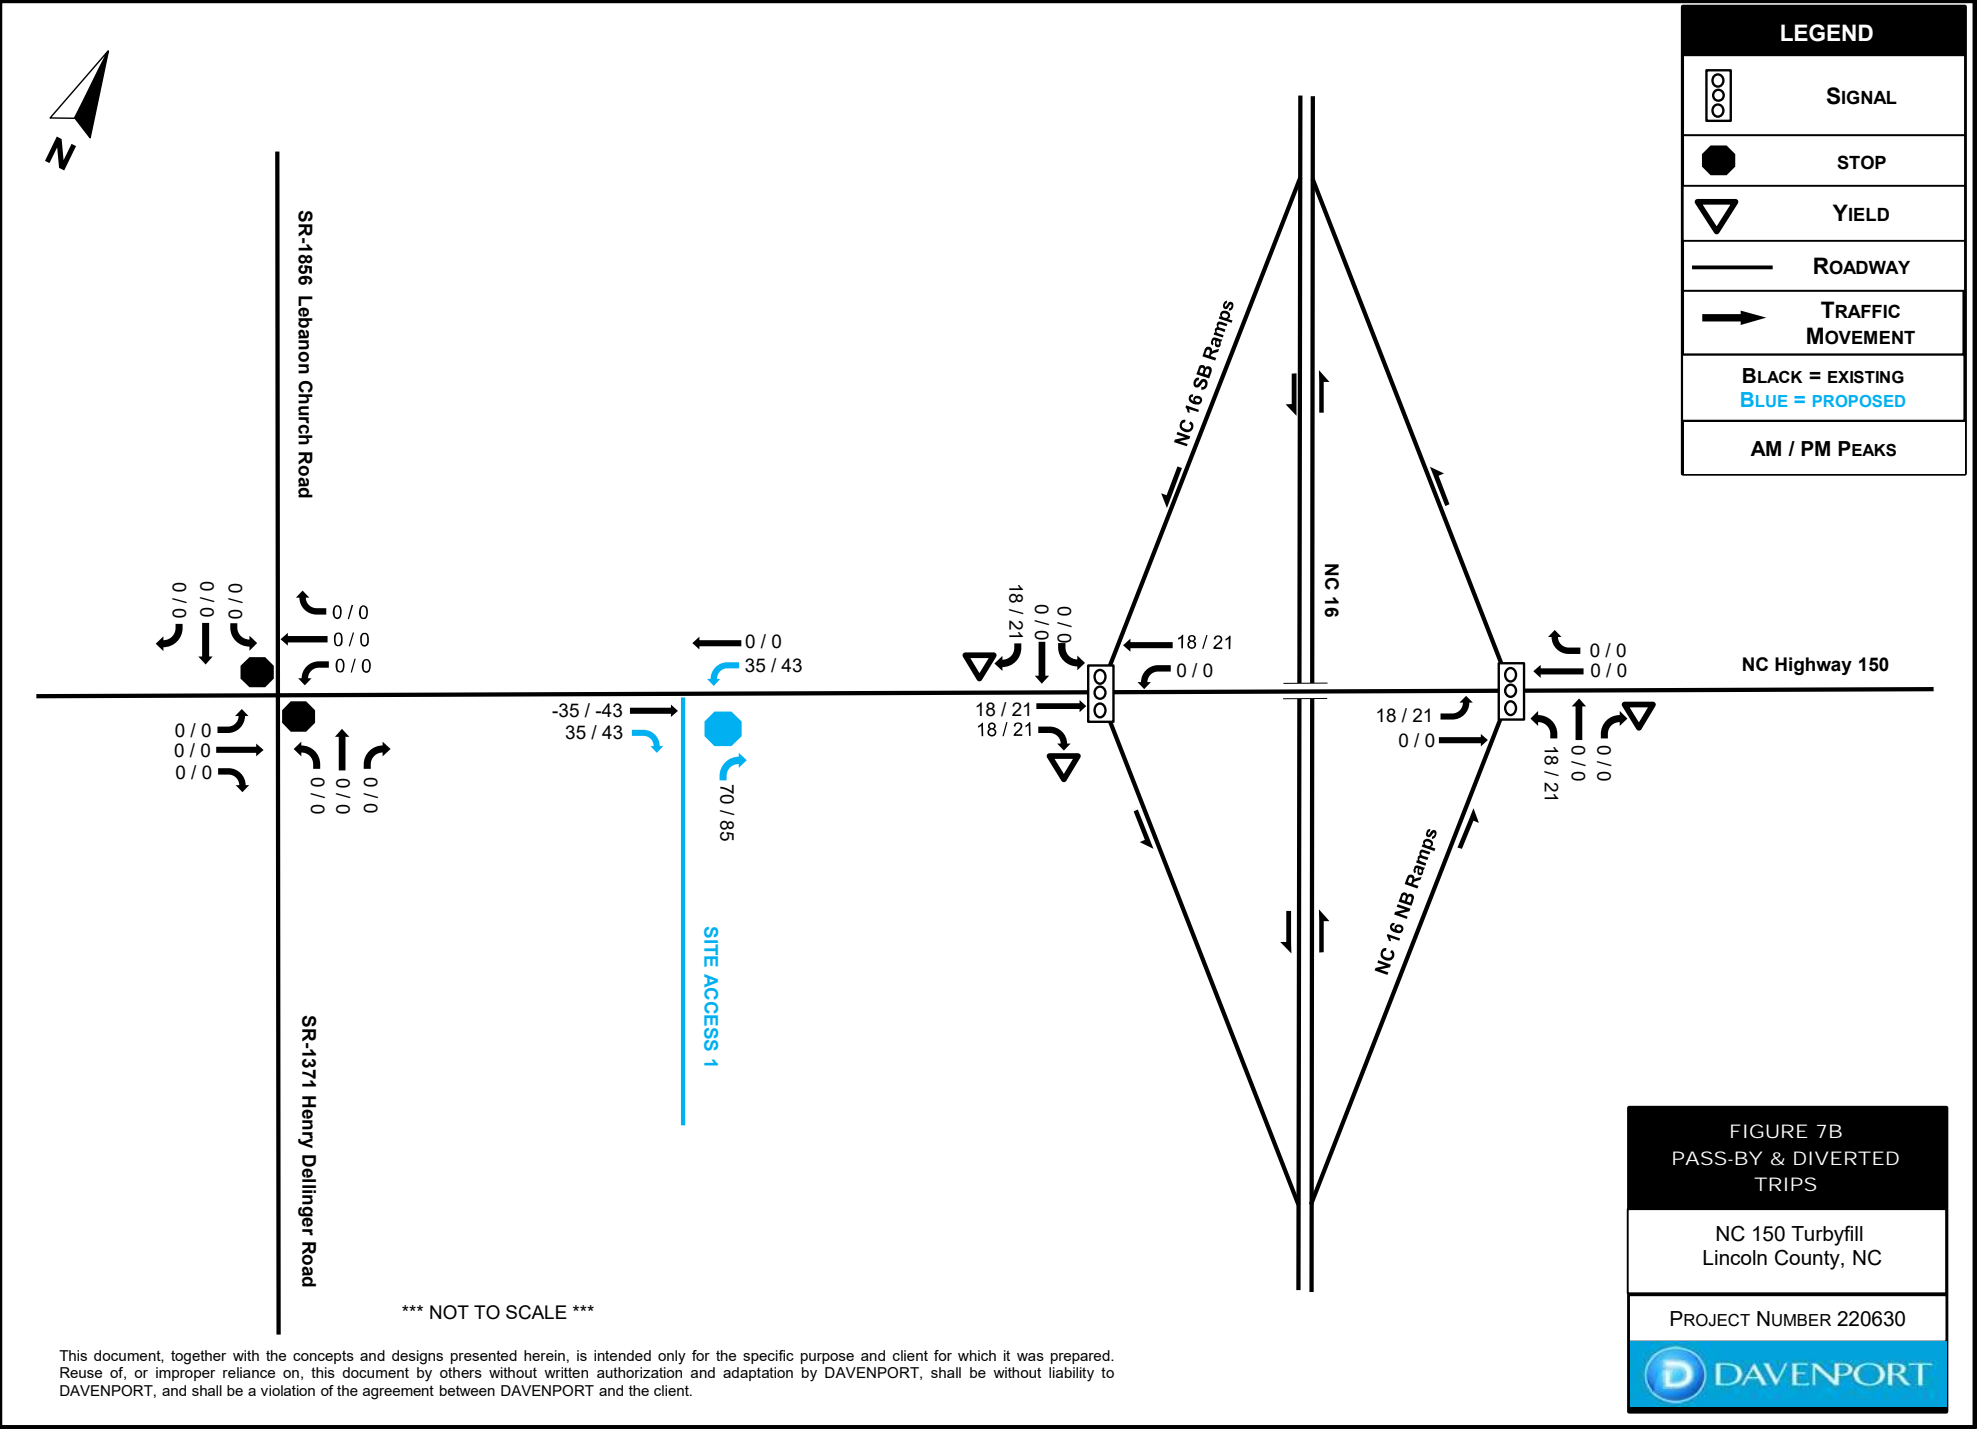 LEGEND
SIGNAL
STOP
YIELD
ROADWAY
TRAFFIC
MOVEMENT
BLACK = EXISTING
BLUE = PROPOSED
AM / PM PEAKS
N
SR-1856 Lebanon Church Road
NC 16 SB Ramps
NC 16
NC Highway 150
0 / 0
0 / 0
0 / 0
0 / 0
0 / 0
0 / 0
0 / 0
0 / 0
0 / 0
0 / 0
0 / 0
0 / 0
0 / 0
35 / 43
-35 / -43
35 / 43
70 / 85
18 / 21
0 / 0
0 / 0
18 / 21
0 / 0
18 / 21
18 / 21
0 / 0
0 / 0
18 / 21
0 / 0
18 / 21
0 / 0
0 / 0
NC 16 NB Ramps
SITE ACCESS 1
SR-1371 Henry Dellinger Road
FIGURE 7B
PASS-BY & DIVERTED
TRIPS
NC 150 Turbyfill
Lincoln County, NC
PROJECT NUMBER 220630
D DAVENPORT
*** NOT TO SCALE ***
This document, together with the concepts and designs presented herein, is intended only for the specific purpose and client for which it was prepared.
Reuse of, or improper reliance on, this document by others without written authorization and adaptation by DAVENPORT, shall be without liability to
DAVENPORT, and shall be a violation of the agreement between DAVENPORT and the client.